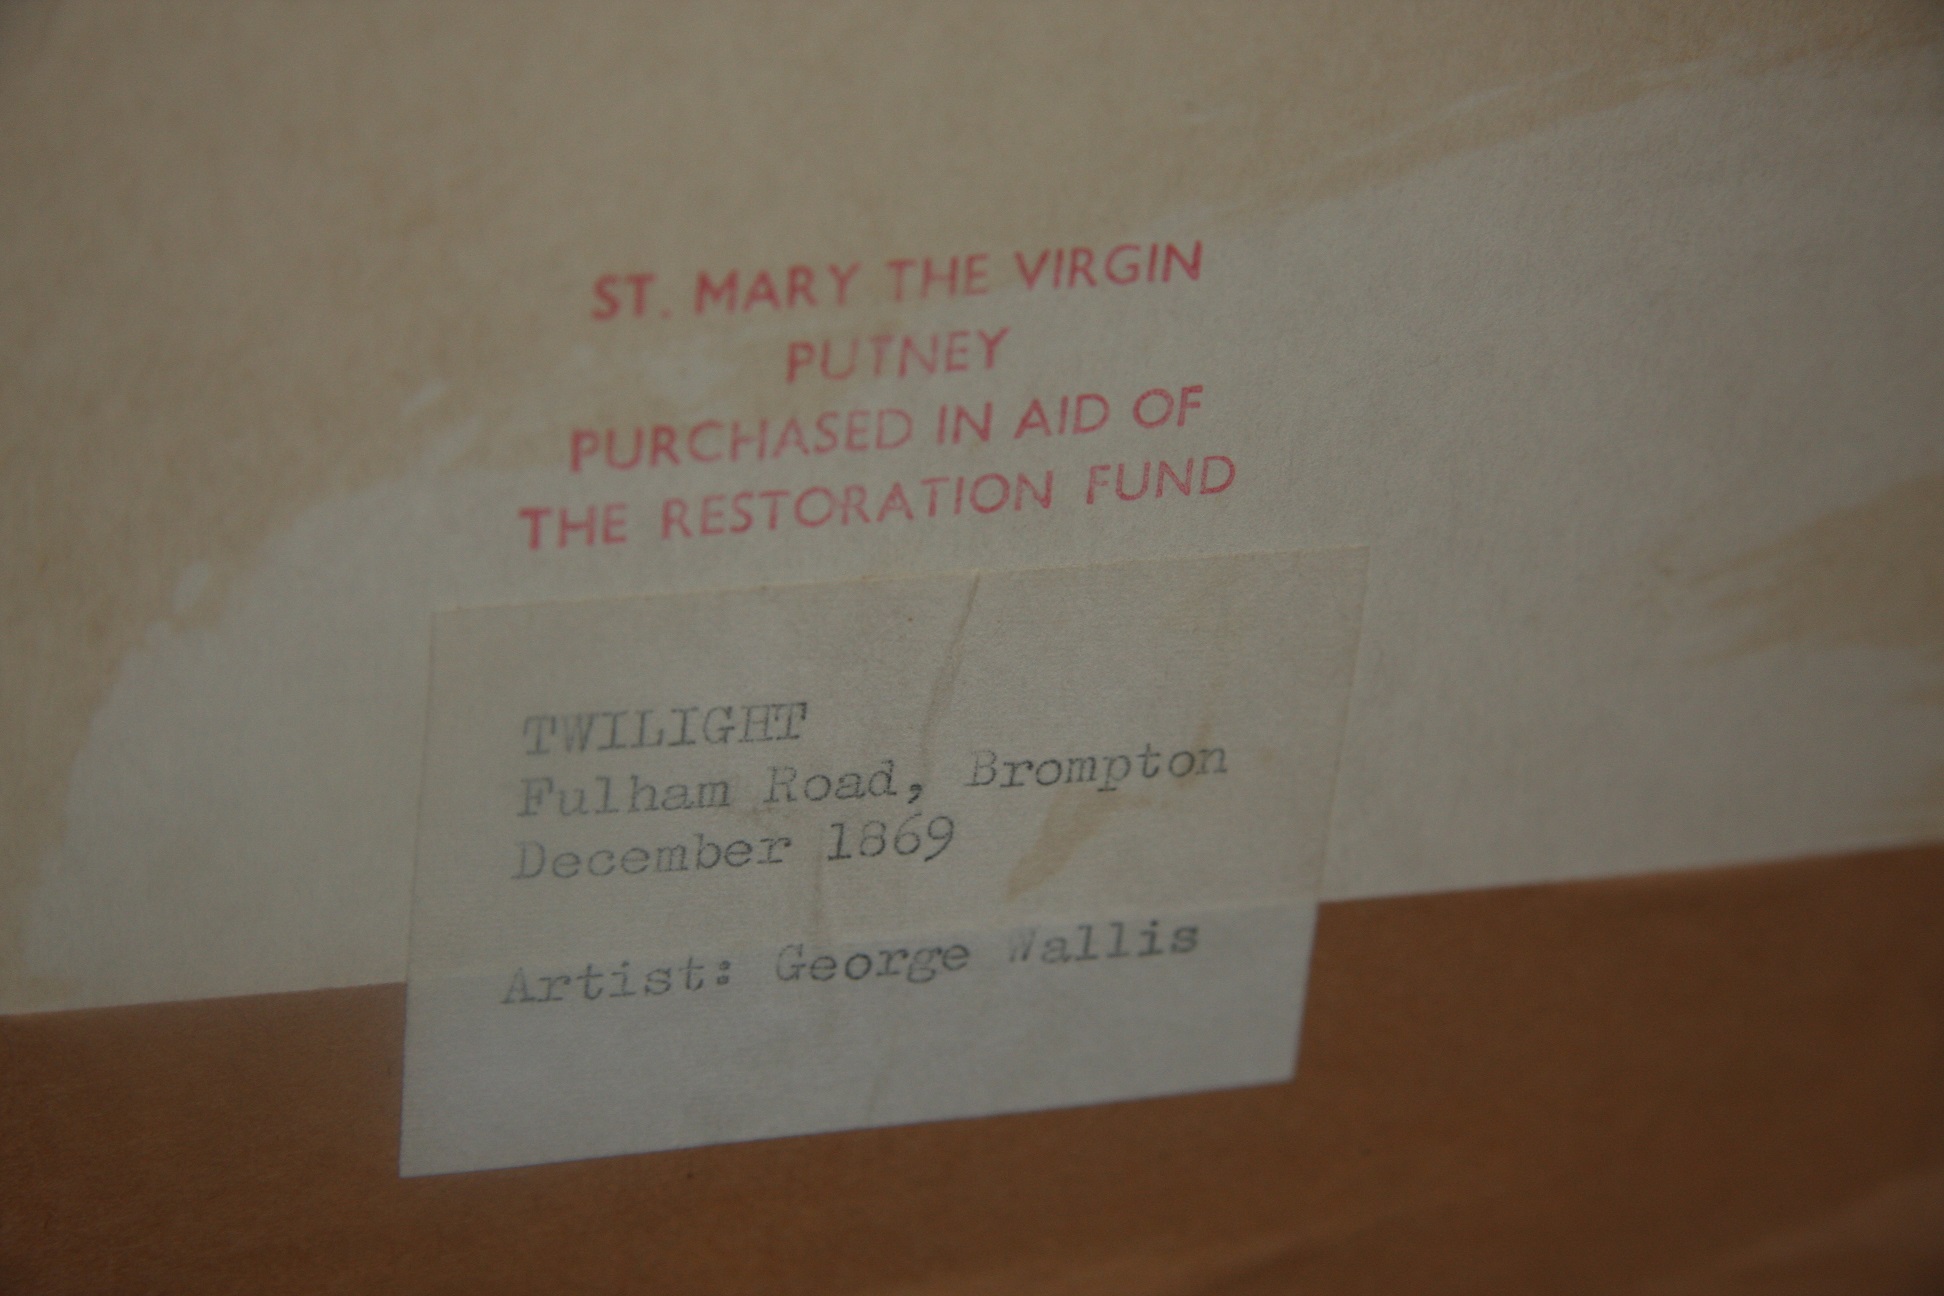 ST. MARY THE VIRGIN
PUTNEY
PURCHASED IN AID OF
THE RESTORATION FUND
TWILIGHT
Fulham Road, Brompton
December 1869
Artist: George Wallis